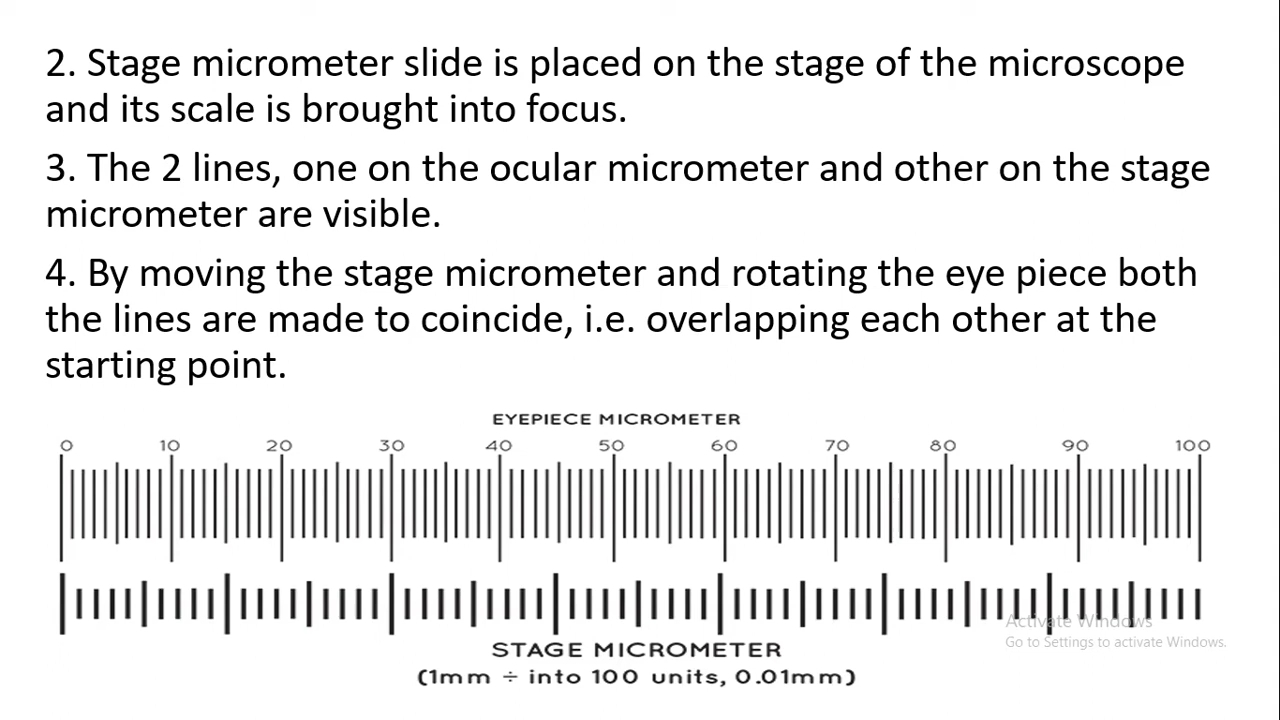 2. Stage micrometer slide is placed on the stage of the microscope
and its scale is brought into focus.
3. The 2 lines, one on the ocular micrometer and other on the stage
micrometer are visible.
4. By moving the stage micrometer and rotating the eye piece both
the lines are made to coincide, i.e. overlapping each other at the
starting point.
EYEPIECE MICROMETER
0 10 20 30 40 50 60 70 80 90 100
Activate Windows
Go to Settings to activate Windows.
STAGE MICROMETER
(1mm ÷ into 100 units, 0.01mm)